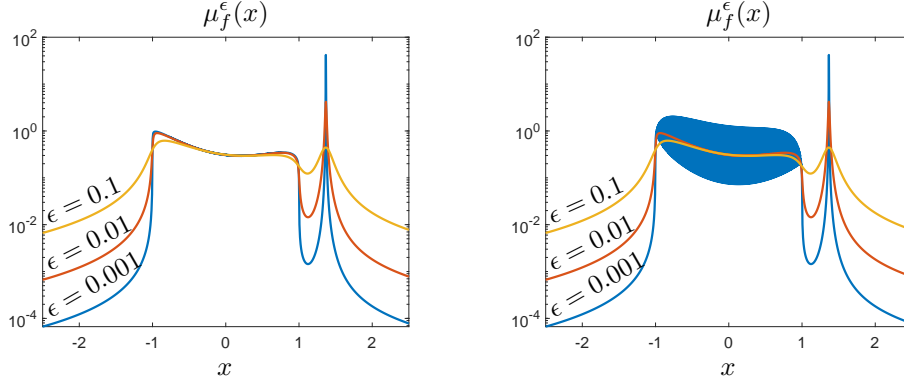 μ_f^ϵ(x)
10^2
10^0
10^-2
10^-4
ϵ = 0.1
ϵ = 0.01
ϵ = 0.001
-2 -1 0 1 2
x
μ_f^ϵ(x)
10^2
10^0
10^-2
10^-4
ϵ = 0.1
ϵ = 0.01
ϵ = 0.001
-2 -1 0 1 2
x